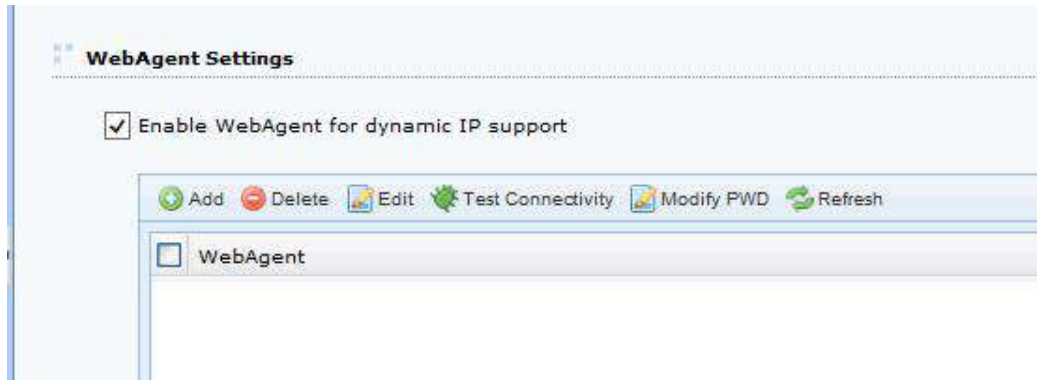 WebAgent Settings
Enable WebAgent for dynamic IP support
Add Delete Edit Test Connectivity Modify PWD Refresh
WebAgent